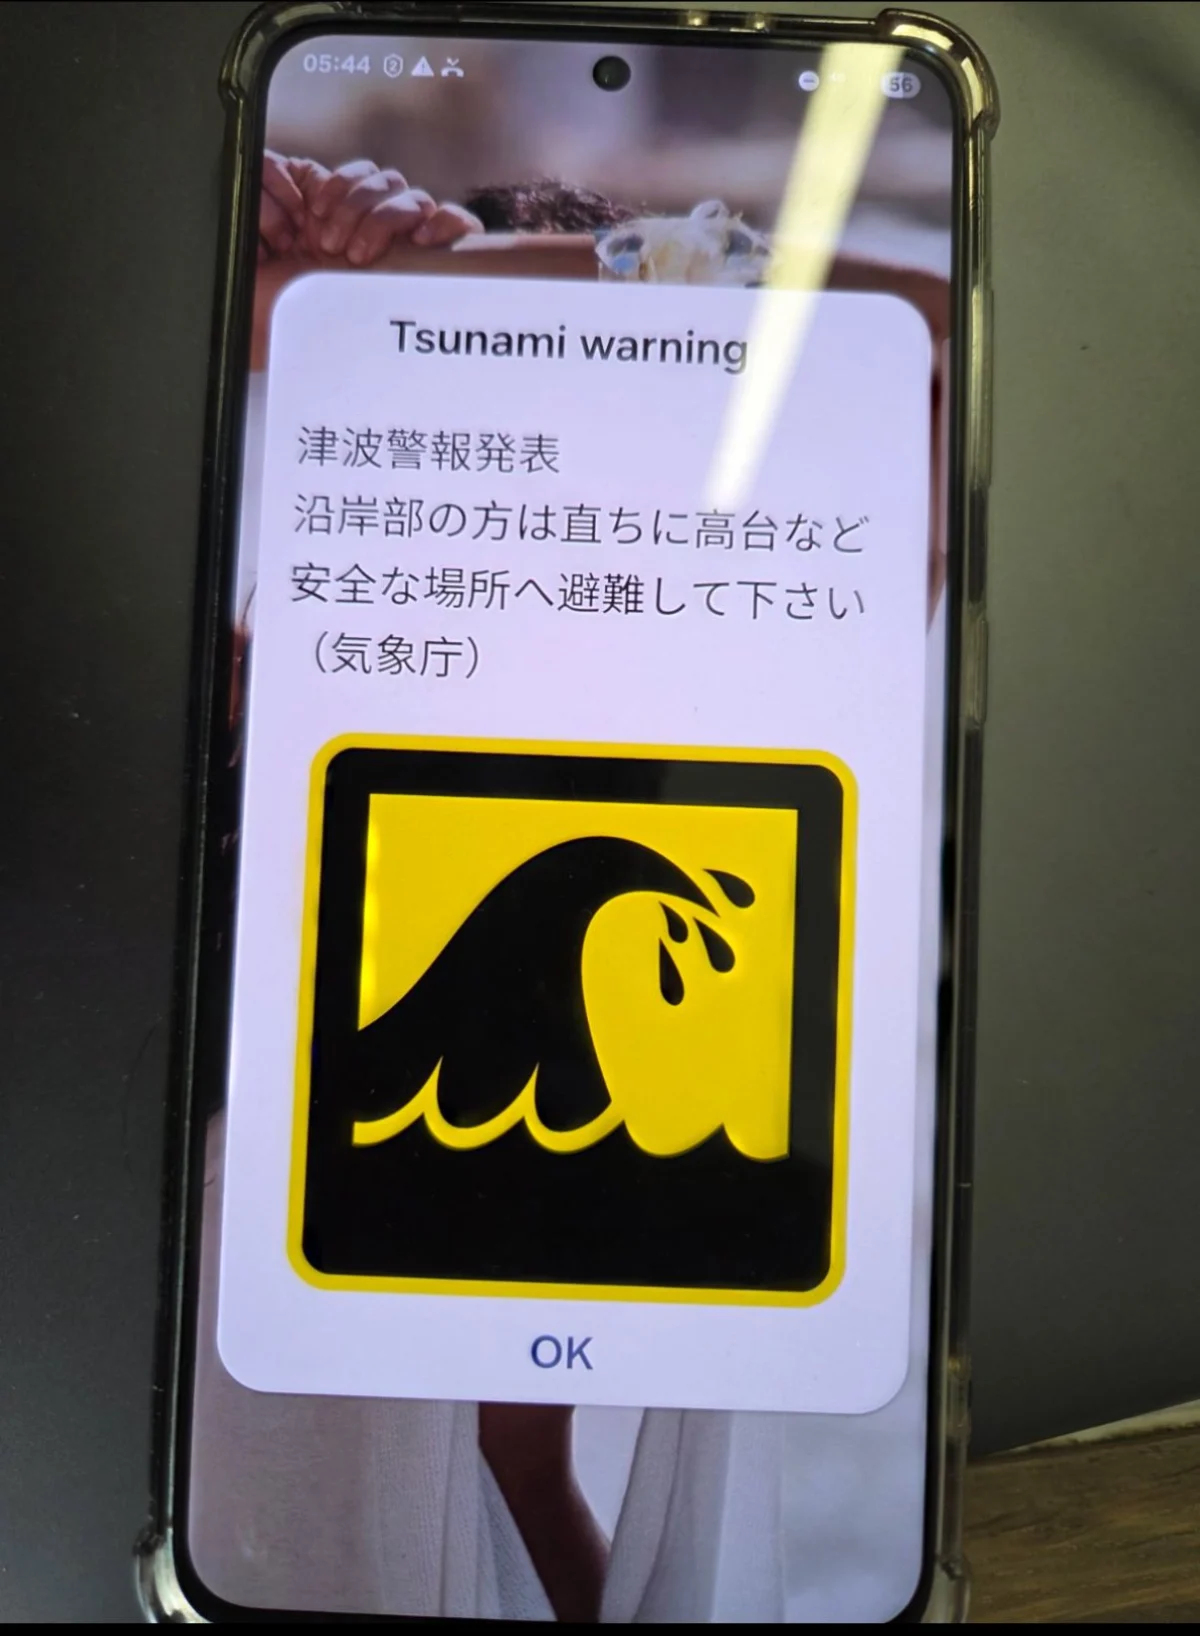 05:44
56
Tsunami warning
津波警報発表
沿岸部の方は直ちに高台など
安全な場所へ避難して下さい
（気象庁）
OK